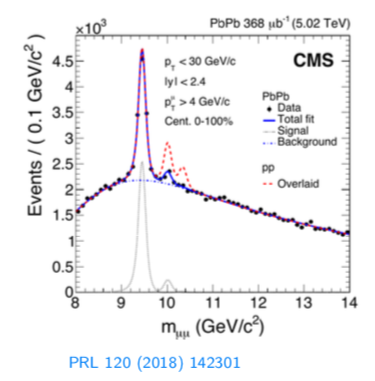 ×10³
PbPb 368 μb⁻¹ (5.02 TeV)
CMS
p_T < 30 GeV/c
|y| < 2.4
p_T^μ > 4 GeV/c
Cent. 0-100%
PbPb
Data
Total fit
Signal
Background
pp
Overlaid
Events / ( 0.1 GeV/c² )
4.5
4
3.5
3
2.5
2
1.5
1
0.5
0
8 9 10 11 12 13 14
m_μμ (GeV/c²)
PRL 120 (2018) 142301